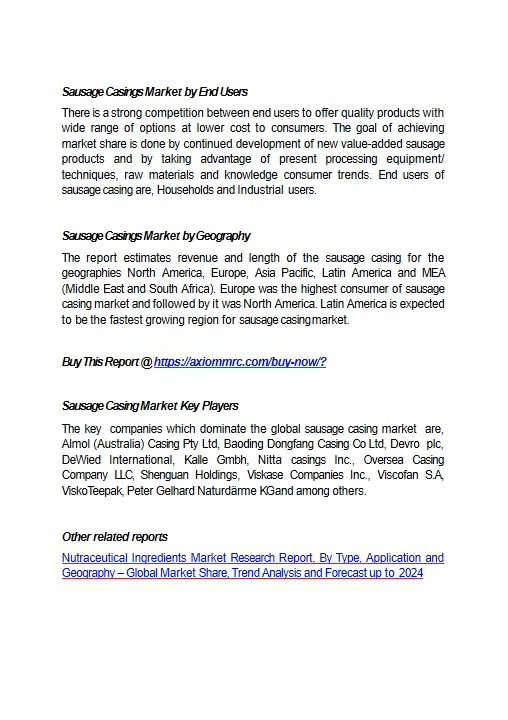 Sausage Casings Market by End Users
There is a strong competition between end users to offer quality products with
wide range of options at lower cost to consumers. The goal of achieving
market share is done by continued development of new value-added sausage
products and by taking advantage of present processing equipment/
techniques, raw materials and knowledge consumer trends. End users of
sausage casing are, Households and Industrial users.
Sausage Casings Market by Geography
The report estimates revenue and length of the sausage casing for the
geographies North America, Europe, Asia Pacific, Latin America and MEA
(Middle East and South Africa). Europe was the highest consumer of sausage
casing market and followed by it was North America. Latin America is expected
to be the fastest growing region for sausage casing market.
Buy This Report @ https://axiommrc.com/buy-now/?
Sausage Casing Market Key Players
The key companies which dominate the global sausage casing market are,
Almol (Australia) Casing Pty Ltd, Baoding Dongfang Casing Co Ltd, Devro plc,
DeWied International, Kalle Gmbh, Nitta casings Inc., Oversea Casing
Company LLC, Shenguan Holdings, Viskase Companies Inc., Viscofan S.A,
ViskoTeepak, Peter Gelhard Naturdärme KGand among others.
Other related reports
Nutraceutical Ingredients Market Research Report, By Type, Application and
Geography – Global Market Share, Trend Analysis and Forecast up to 2024